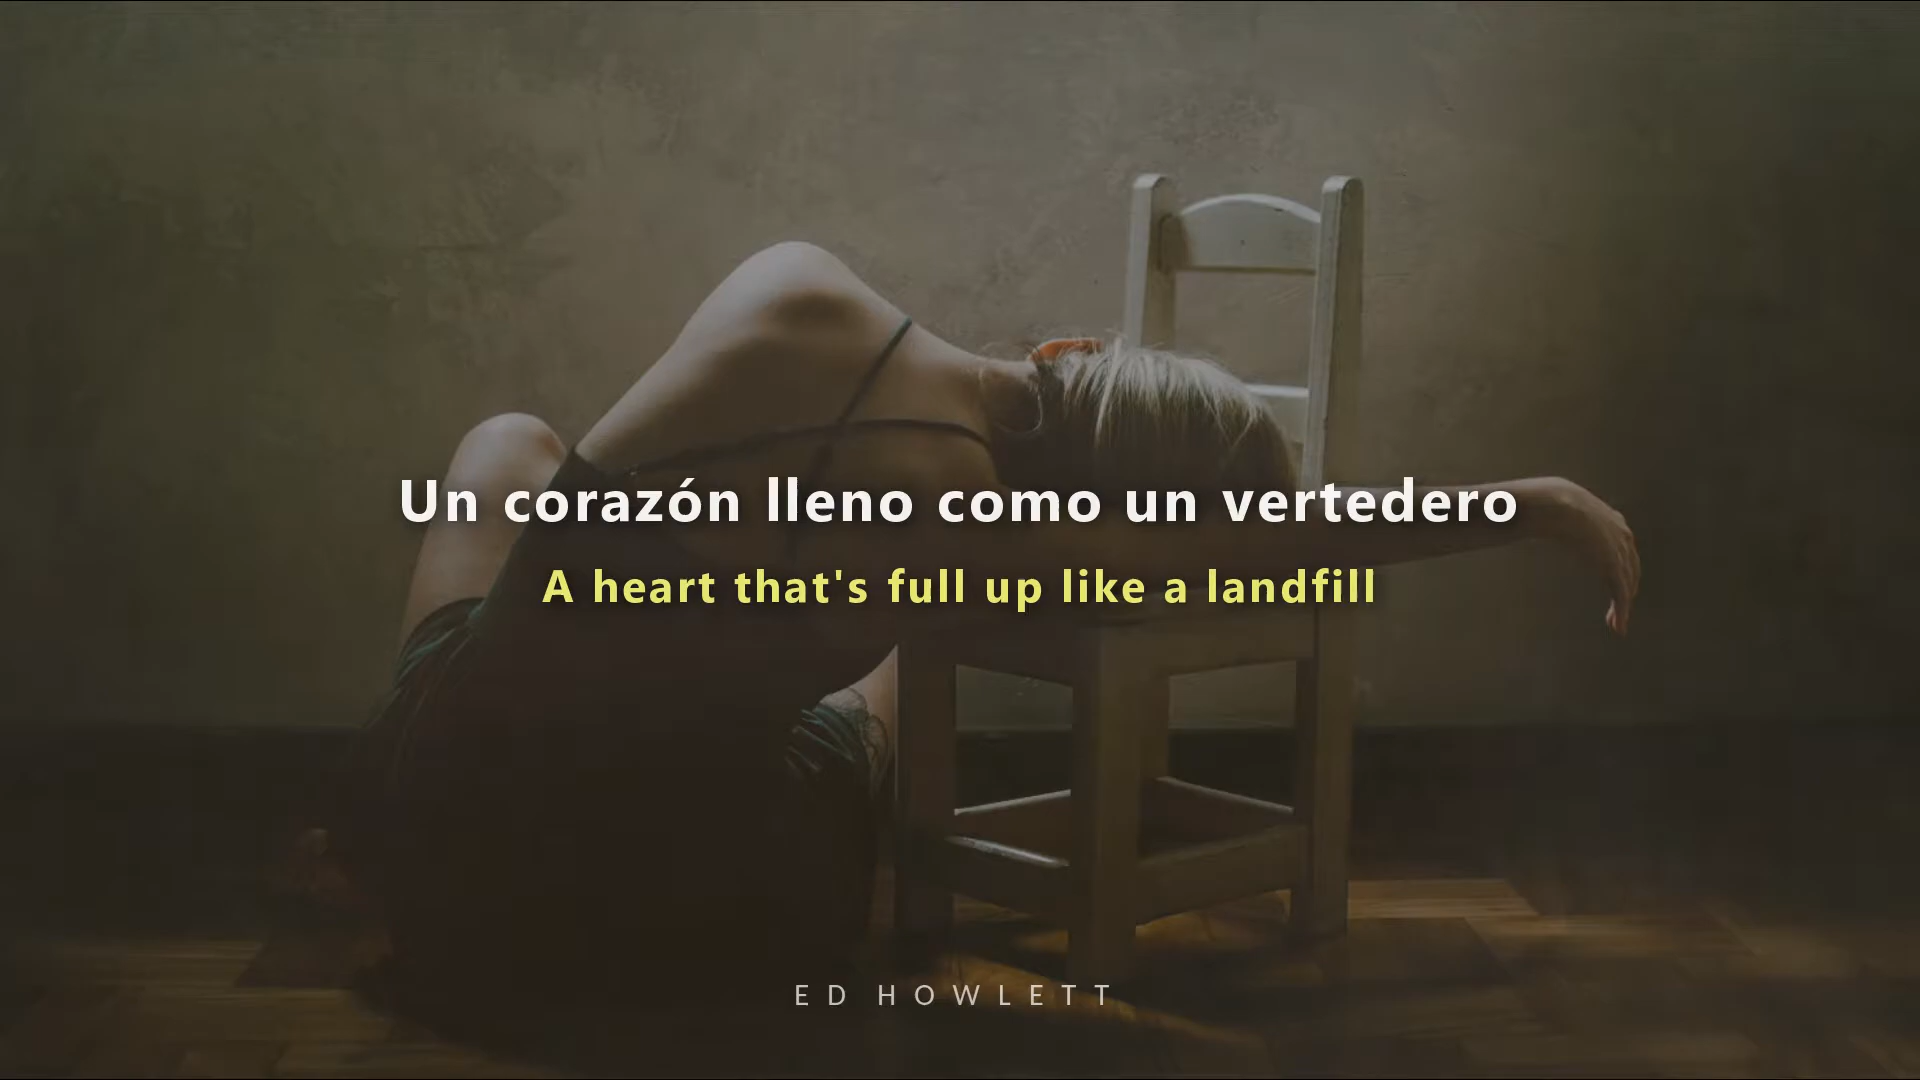 Un corazón lleno como un vertedero
A heart that's full up like a landfill
ED HOWLETT